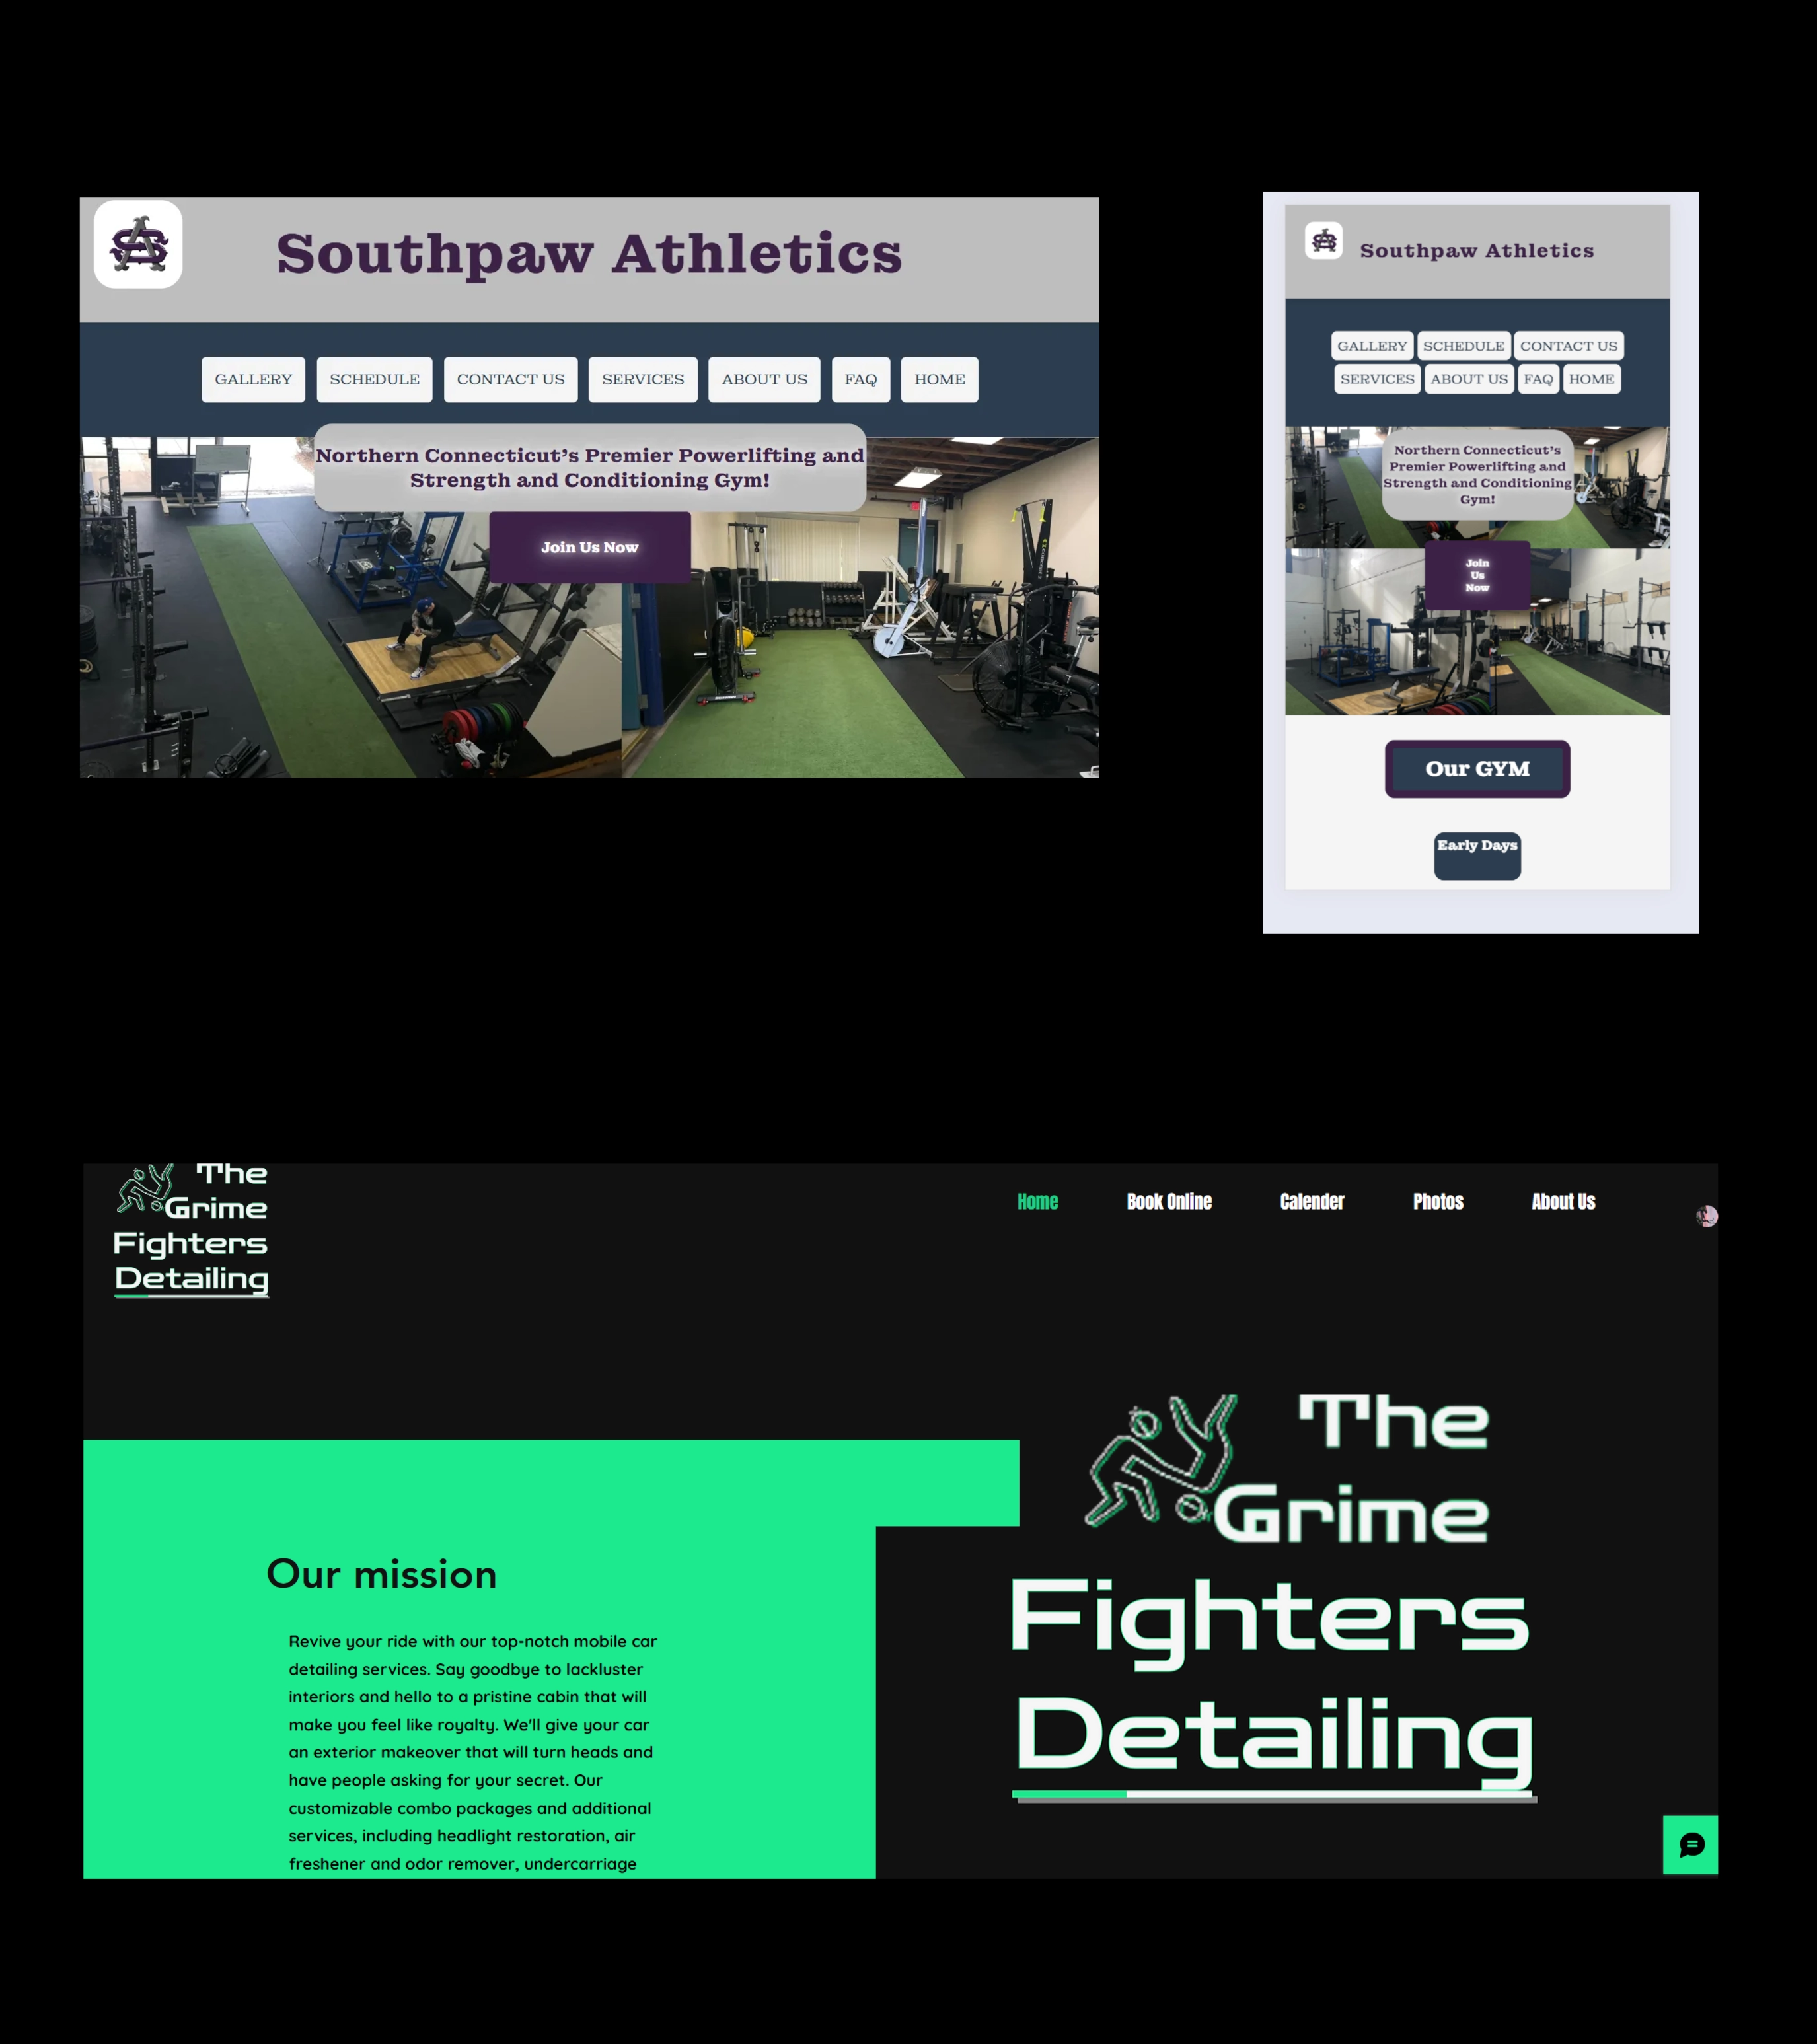 Southpaw Athletics
GALLERY SCHEDULE CONTACT US SERVICES ABOUT US FAQ HOME
Northern Connecticut's Premier Powerlifting and
Strength and Conditioning Gym!
Join Us Now
Southpaw Athletics
GALLERY SCHEDULE CONTACT US
SERVICES ABOUT US FAQ HOME
Northern Connecticut's
Premier Powerlifting and
Strength and Conditioning
Gym!
Join
Us
Now
Our GYM
Early Days
The
Grime
Fighters
Detailing
Home Book Online Calender Photos About Us
Our mission
Revive your ride with our top-notch mobile car
detailing services. Say goodbye to lackluster
interiors and hello to a pristine cabin that will
make you feel like royalty. We'll give your car
an exterior makeover that will turn heads and
have people asking for your secret. Our
customizable combo packages and additional
services, including headlight restoration, air
freshener and odor remover, undercarriage
The
Grime
Fighters
Detailing